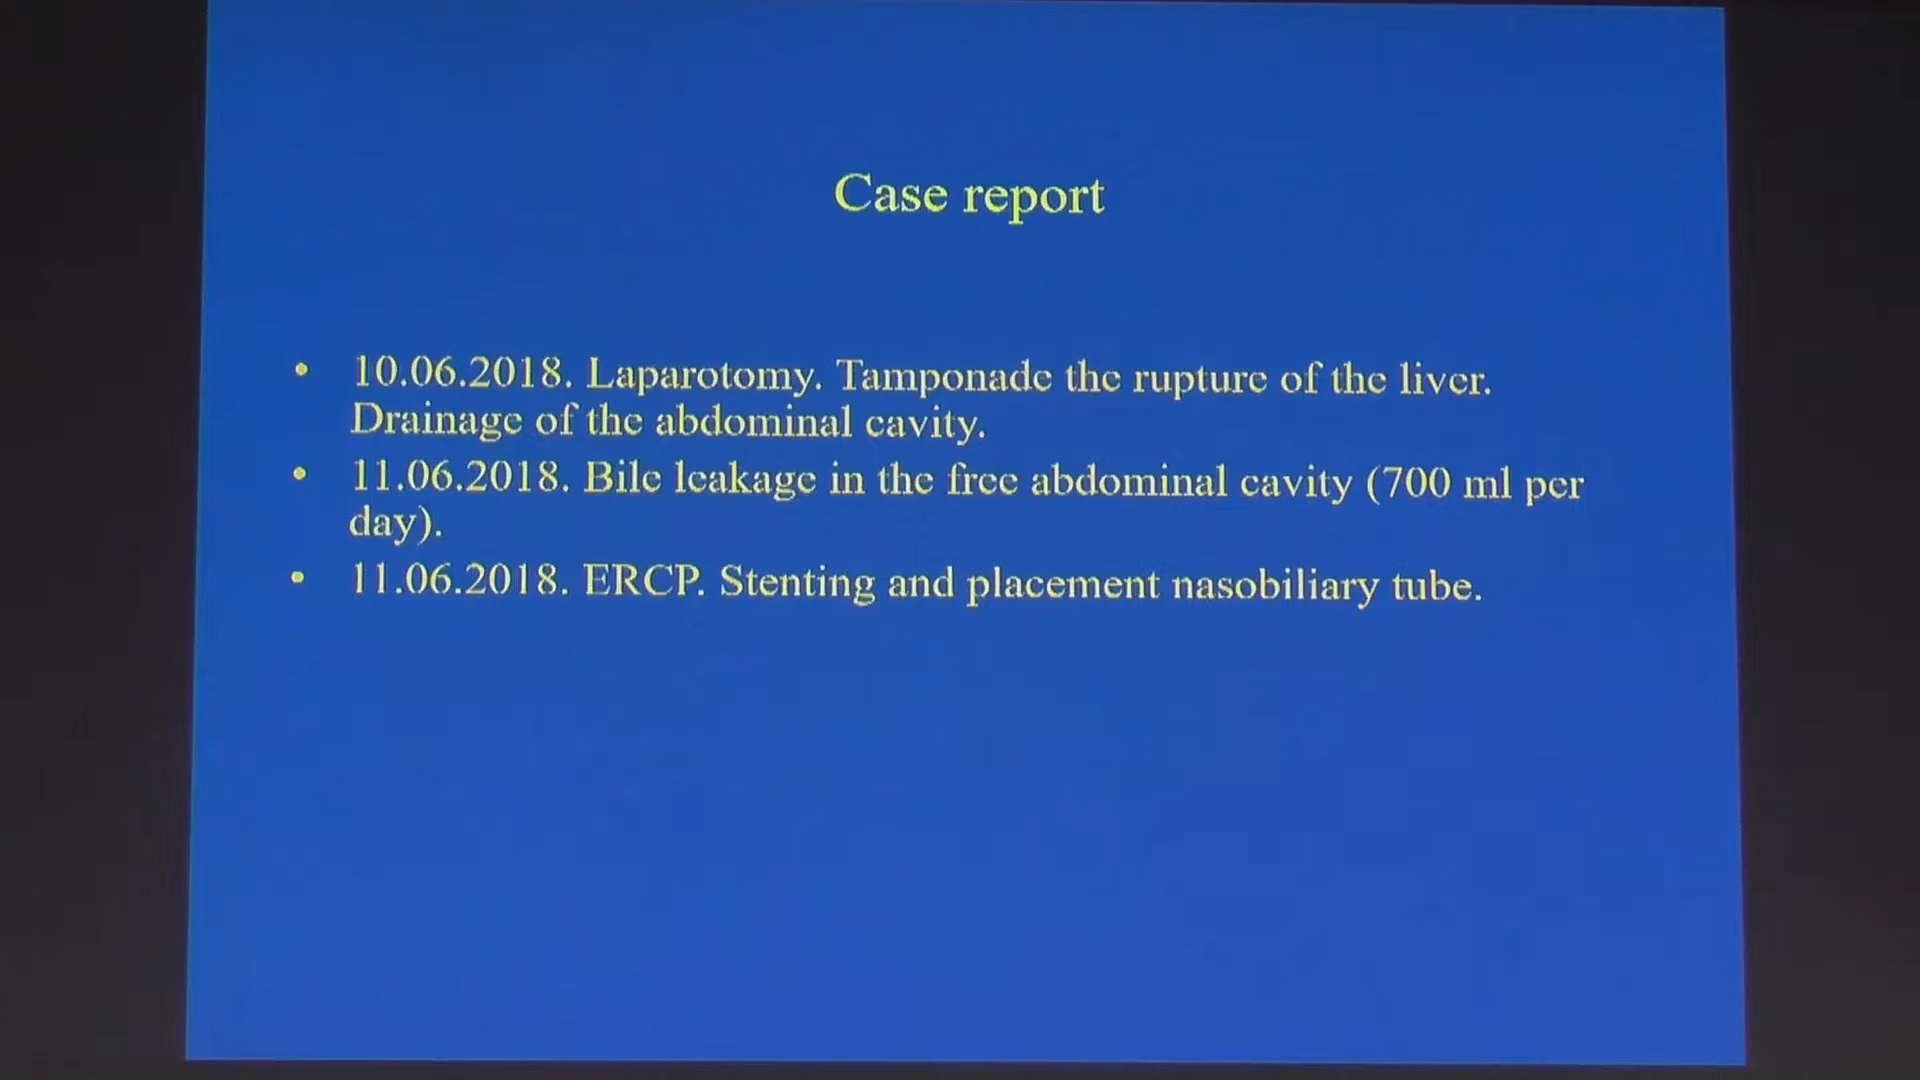 Case report
• 10.06.2018. Laparotomy. Tamponade the rupture of the liver.
Drainage of the abdominal cavity.
• 11.06.2018. Bile leakage in the free abdominal cavity (700 ml per
day).
• 11.06.2018. ERCP. Stenting and placement nasobiliary tube.